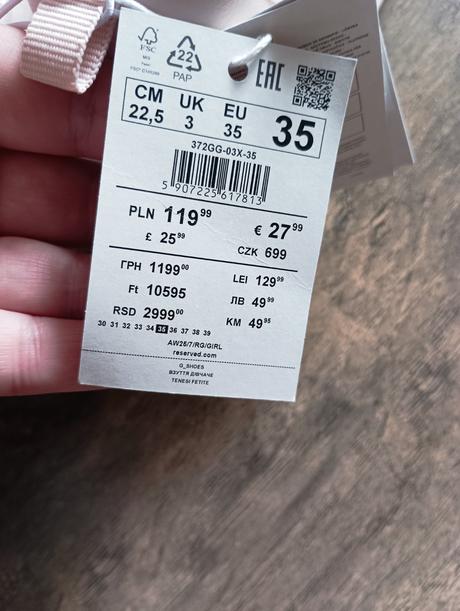 FSC
MIX
22
PAP
EAC
CM UK EU 35
22,5 3 35
372GG-03X-35
5 907225 617813
PLN 119⁹⁹ € 27⁹⁹
£ 25⁹⁹ CZK 699
ГРН 1199⁰⁰ LEI 129⁹⁹
Ft 10595 ЛВ 49⁹⁹
RSD 2999⁰⁰ KM 49⁹⁵
30 31 32 33 34 35 36 37 38 39
AW25/7/RG/GIRL
reserved.com
G_SHOES
ВЗУТТЯ ДІВЧАЧЕ
TENESI FETITE